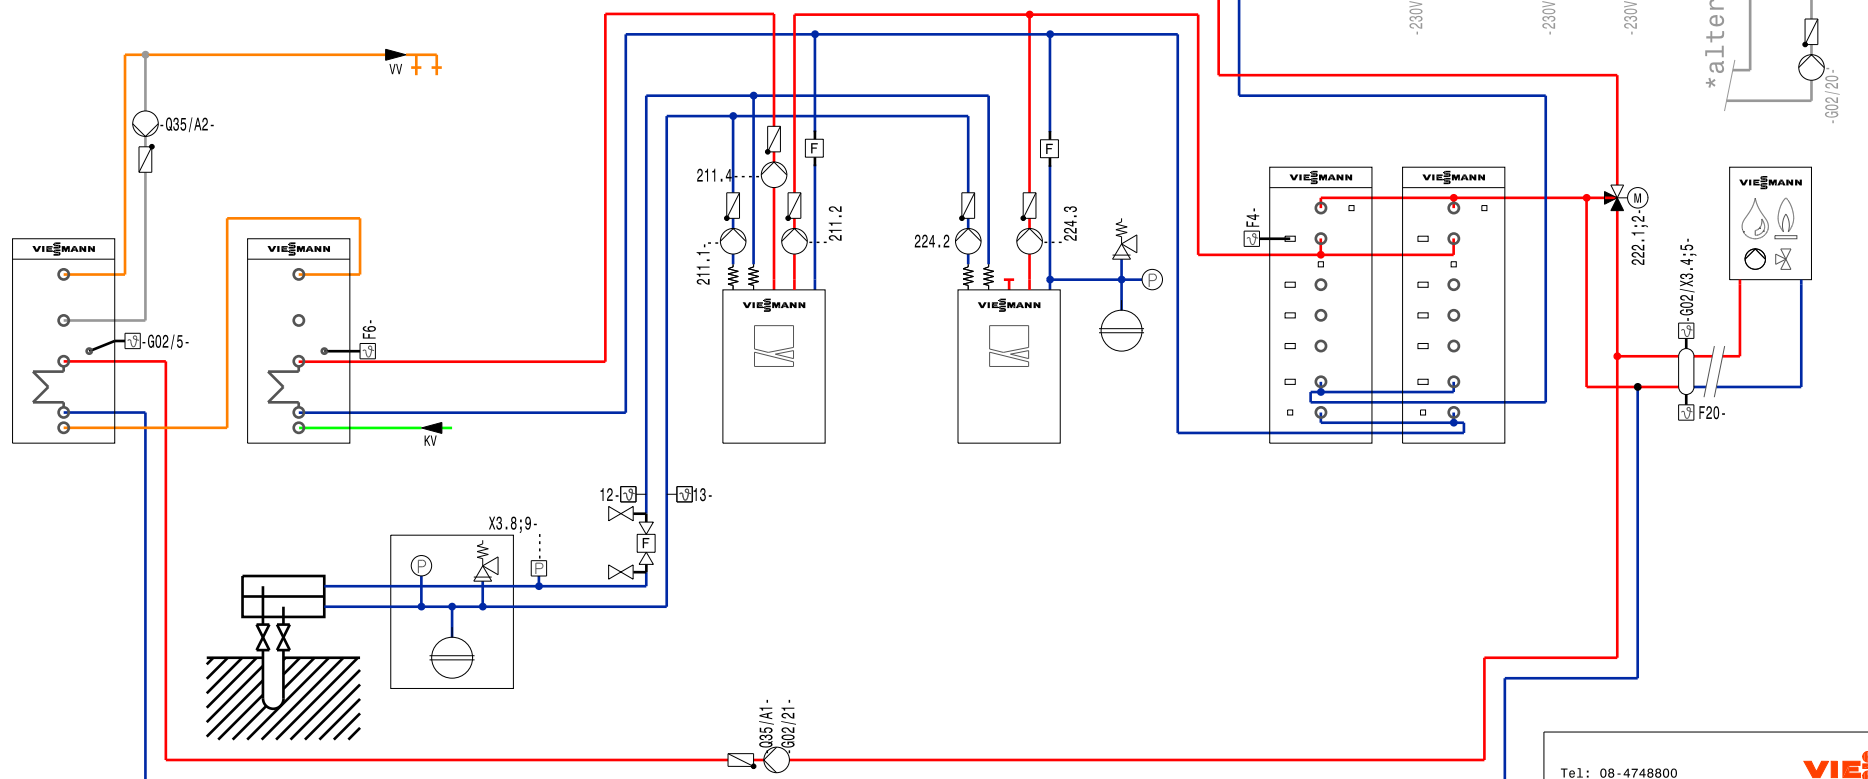 -230V
-230V
-230V
*alter
-G02/20-
VV
-Q35/A2-
F
F
211.4
211.2
211.1
224.2
224.3
VIESMANN
VIESMANN
VIESMANN
F4-
M
222.1;2-
VIESMANN
VIESMANN
-G02/5-
F6-
-G02/X3.4;5-
P
VIESMANN
VIESMANN
F20-
KV
12-
13-
X3.8;9-
F
P
P
-Q35/A1-
-G02/21-
Tel: 08-4748800
VIES